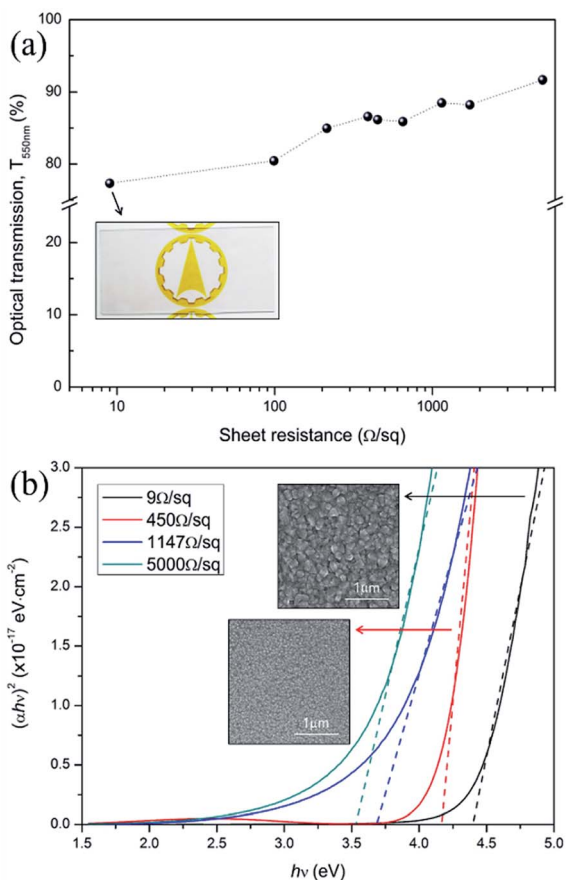 (a)
100
90
80
20
10
0
Optical transmission, T550nm (%)
10
100
1000
Sheet resistance (Ω/sq)
(b)
3.0
2.5
2.0
1.5
1.0
0.5
0.0
(αhν)² (x10⁻¹⁷ eV·cm⁻²)
9Ω/sq
450Ω/sq
1147Ω/sq
5000Ω/sq
1μm
1μm
1.5
2.0
2.5
3.0
3.5
4.0
4.5
5.0
hν (eV)